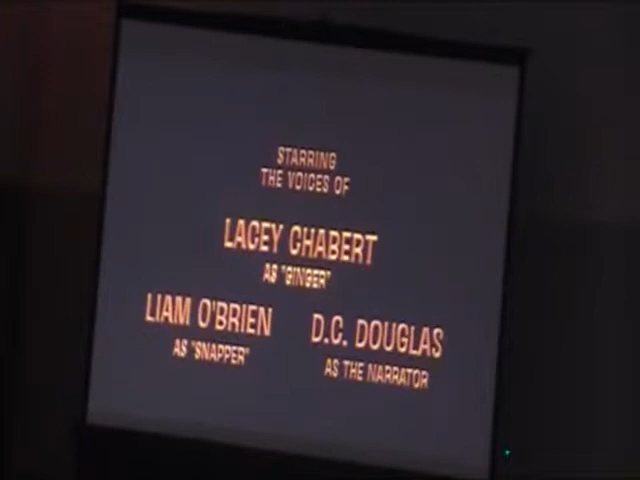 STARRING
THE VOICES OF
LACEY CHABERT
AS "GINGER"
LIAM O'BRIEN
AS "SNAPPER"
D.C. DOUGLAS
AS THE NARRATOR